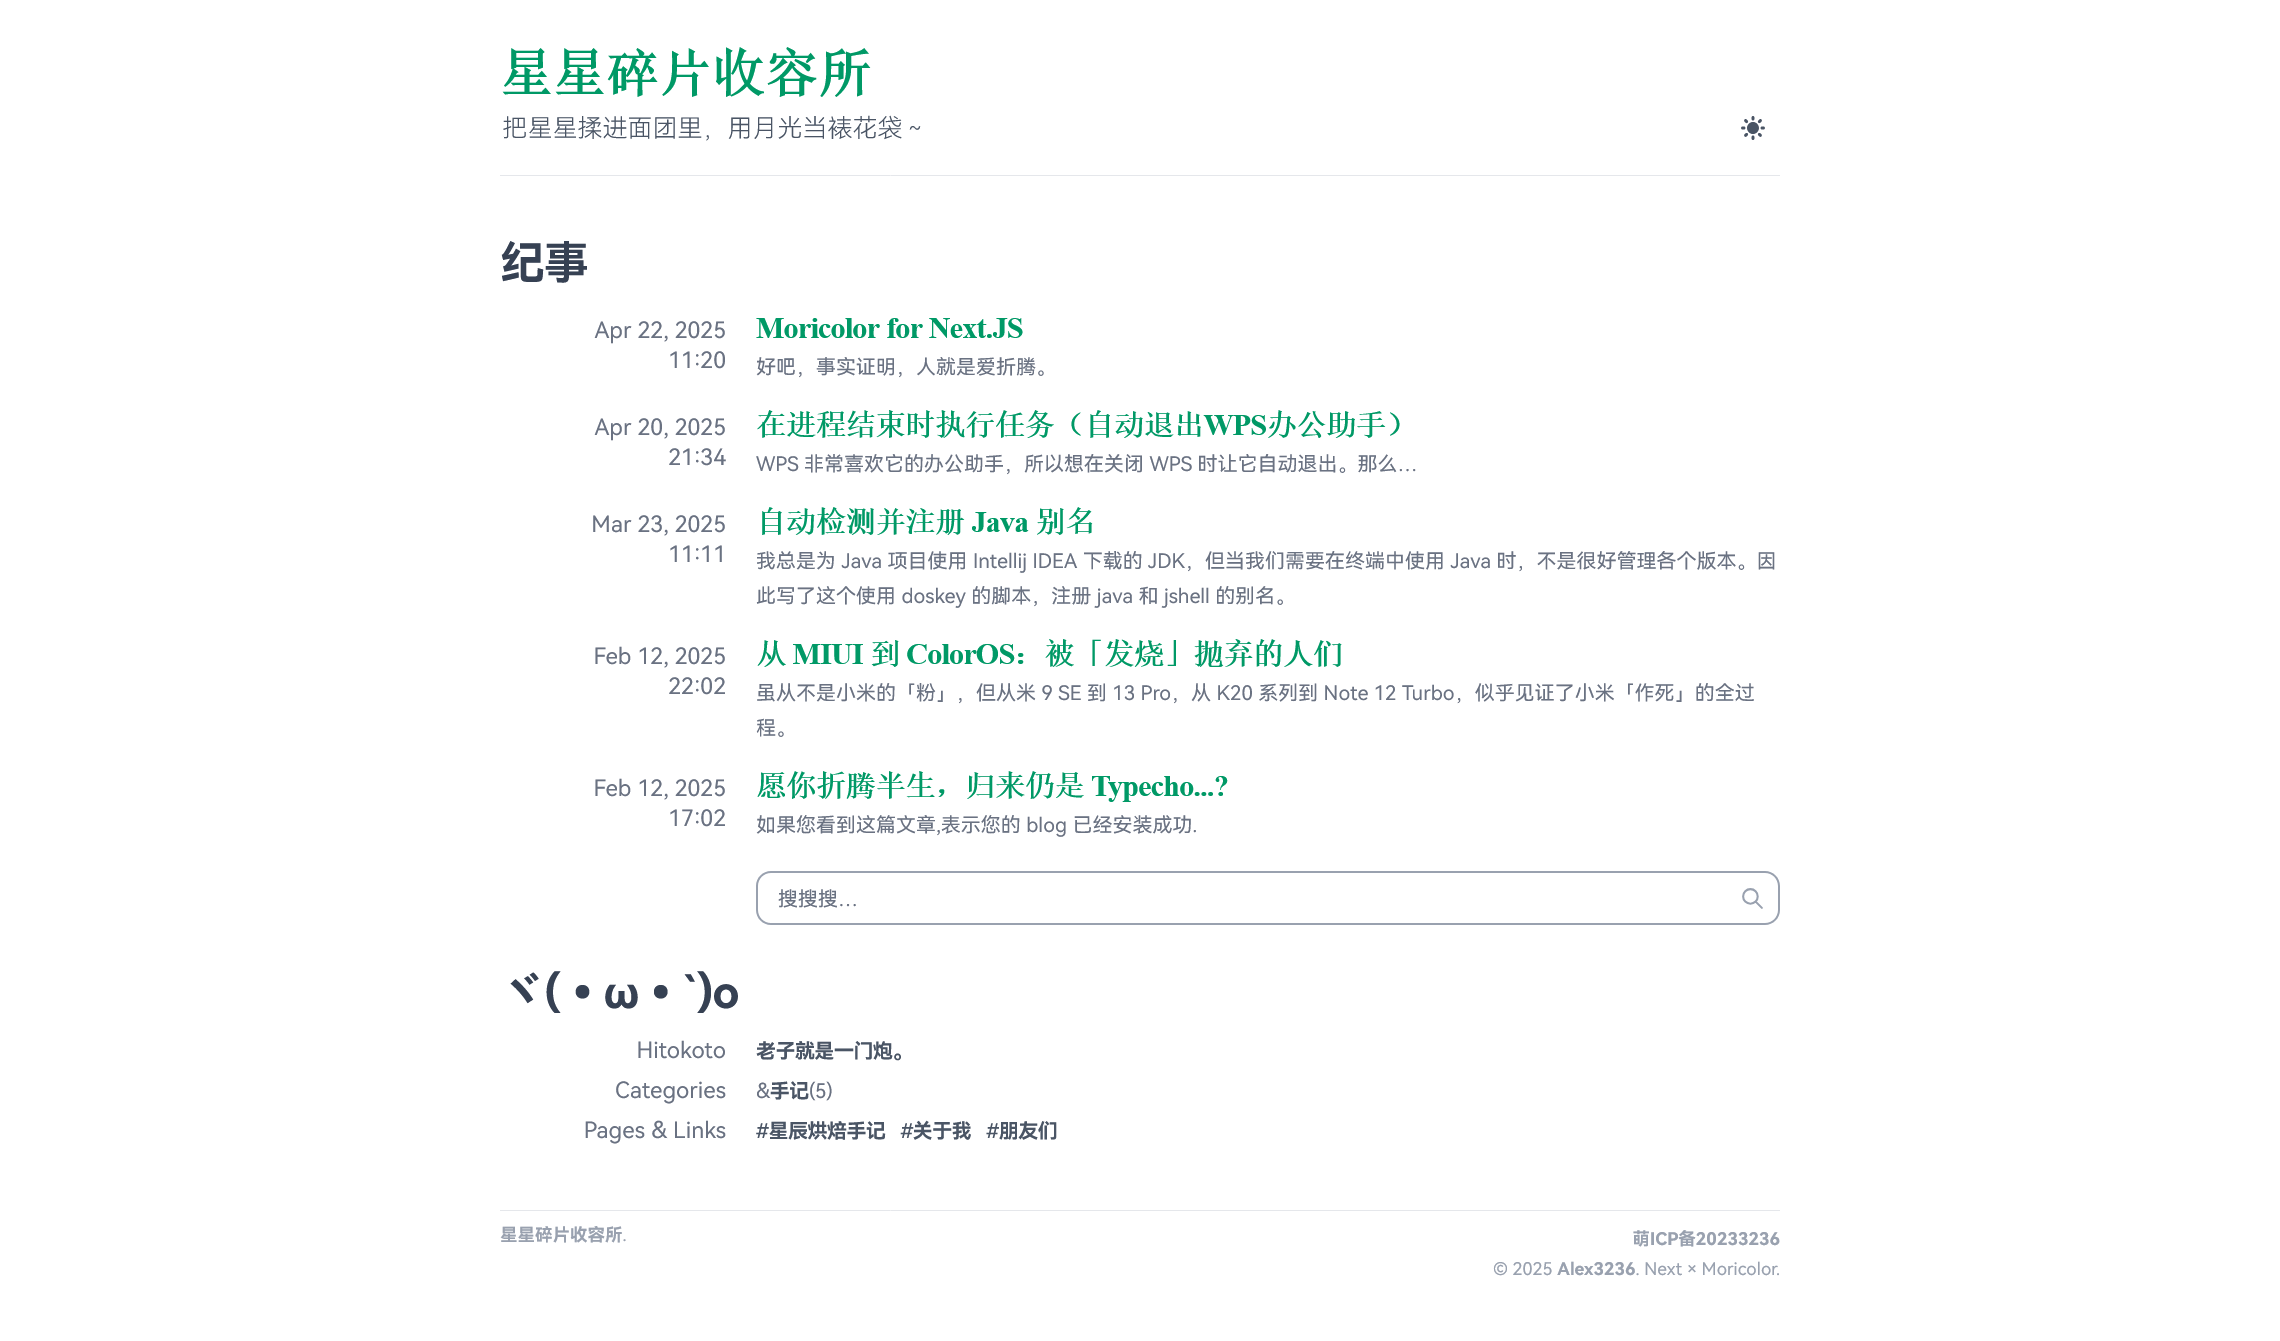 星星碎片收容所
把星星揉进面团里，用月光当裱花袋 ~
纪事
Apr 22, 2025
11:20
Moricolor for Next.JS
好吧，事实证明，人就是爱折腾。
Apr 20, 2025
21:34
在进程结束时执行任务（自动退出WPS办公助手）
WPS 非常喜欢它的办公助手，所以想在关闭 WPS 时让它自动退出。那么…
Mar 23, 2025
11:11
自动检测并注册 Java 别名
我总是为 Java 项目使用 Intellij IDEA 下载的 JDK，但当我们需要在终端中使用 Java 时，不是很好管理各个版本。因
此写了这个使用 doskey 的脚本，注册 java 和 jshell 的别名。
Feb 12, 2025
22:02
从 MIUI 到 ColorOS：被「发烧」抛弃的人们
虽从不是小米的「粉」，但从米 9 SE 到 13 Pro，从 K20 系列到 Note 12 Turbo，似乎见证了小米「作死」的全过
程。
Feb 12, 2025
17:02
愿你折腾半生，归来仍是 Typecho...?
如果您看到这篇文章,表示您的 blog 已经安装成功.
搜搜搜…
ヾ(•ω•`)o
Hitokoto
老子就是一门炮。
Categories
&手记(5)
Pages & Links
#星辰烘焙手记 #关于我 #朋友们
星星碎片收容所.
萌ICP备20233236
© 2025 Alex3236. Next × Moricolor.